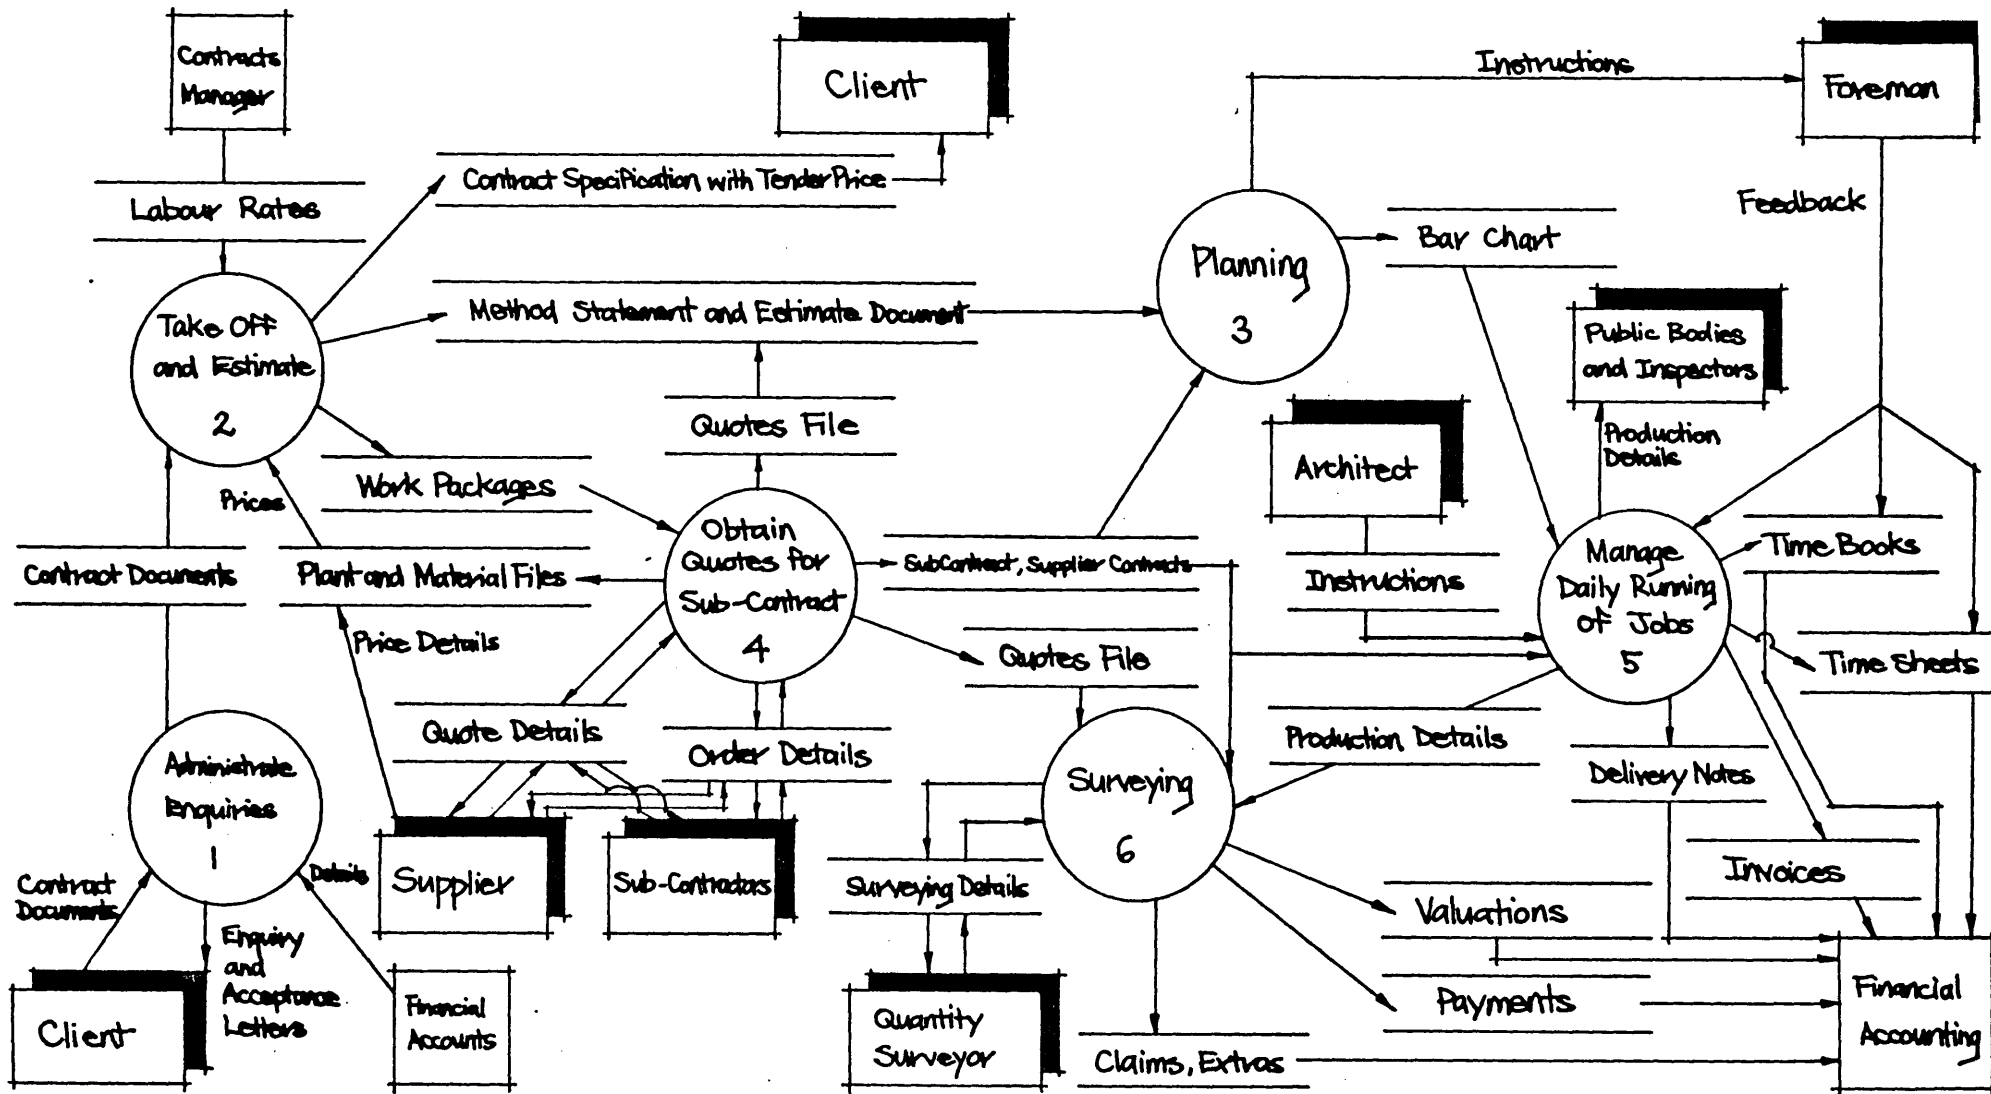 Contracts
Manager
Client
Instructions
Foreman
Contract Specification with Tender Price
Labour Rates
Feedback
Planning
3
Bar Chart
Method Statement and Estimate Document
Take Off
and Estimate
2
Public Bodies
and Inspectors
Quotes File
Production
Details
Architect
Work Packages
Prices
Obtain
Quotes for
Sub-Contract
4
SubContract, Supplier Contracts
Manage
Daily Running
of Jobs
5
Time Books
Contract Documents
Plant and Material Files
Instructions
Price Details
Quotes File
Time Sheets
Quote Details
Order Details
Production Details
Delivery Notes
Administrate
Enquiries
1
Surveying
6
Details
Contract
Documents
Supplier
Sub-Contractors
Surveying Details
Invoices
Valuations
Enquiry
and
Acceptance
Letters
Client
Financial
Accounts
Quantity
Surveyor
Payments
Claims, Extras
Financial
Accounting